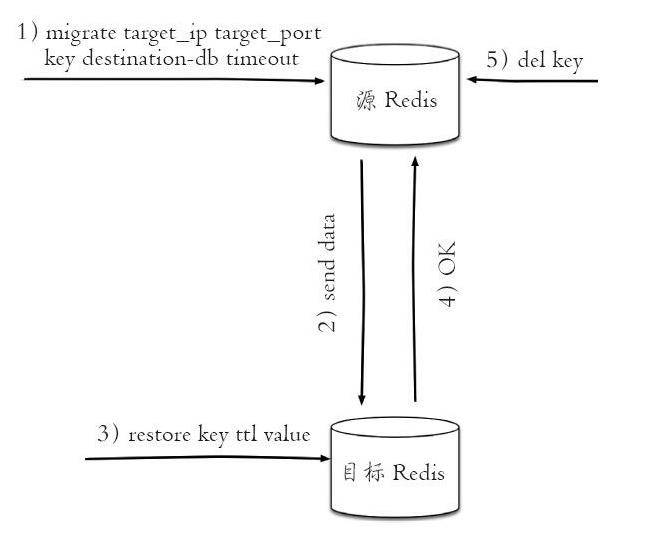 1) migrate target_ip target_port
key destination-db timeout
5) del key
源 Redis
2) send data
4) OK
3) restore key ttl value
目标 Redis